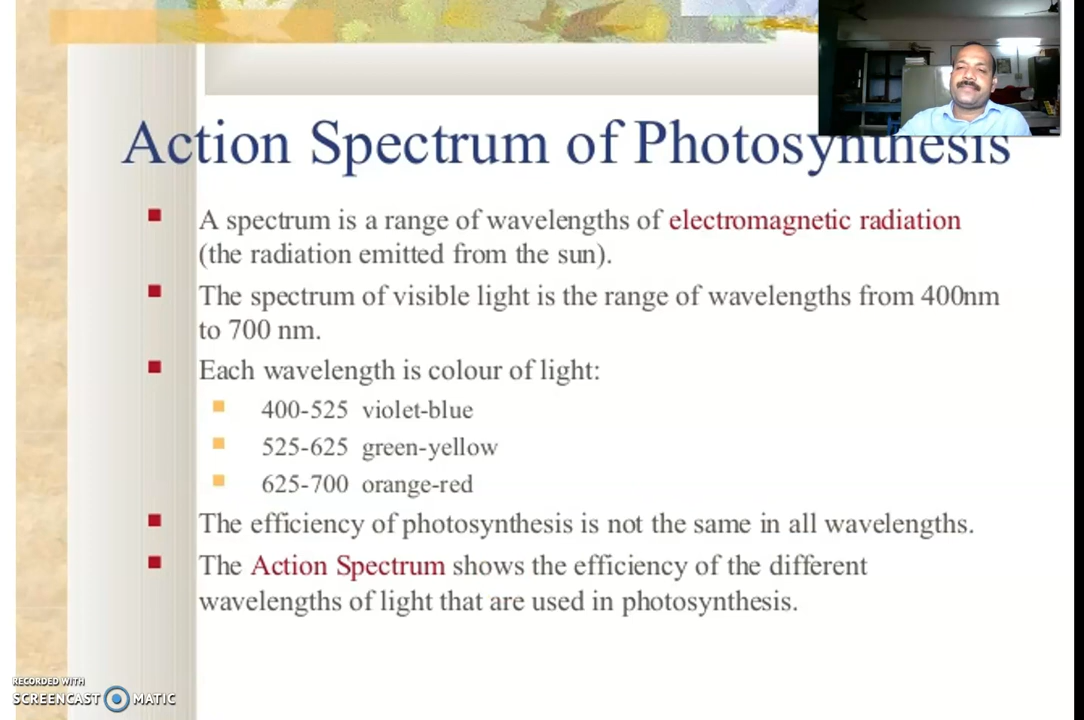 Action Spectrum of Photosynthesis
A spectrum is a range of wavelengths of electromagnetic radiation
(the radiation emitted from the sun).
The spectrum of visible light is the range of wavelengths from 400nm
to 700 nm.
Each wavelength is colour of light:
400-525 violet-blue
525-625 green-yellow
625-700 orange-red
The efficiency of photosynthesis is not the same in all wavelengths.
The Action Spectrum shows the efficiency of the different
wavelengths of light that are used in photosynthesis.
RECORDED WITH
SCREENCAST MATIC